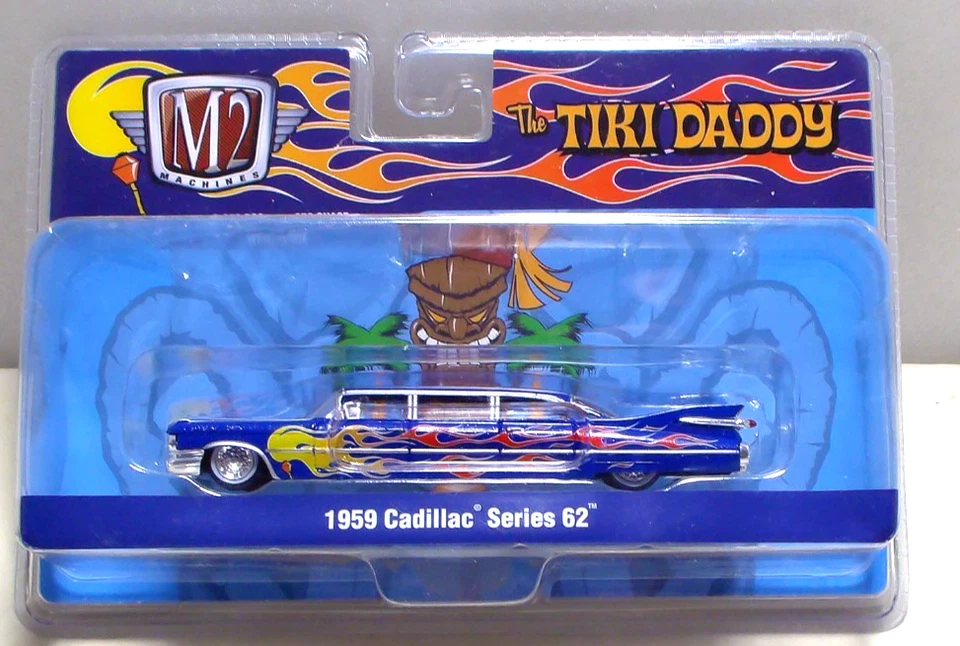 M2
MACHINES
The TIKI DADDY
1959 Cadillac® Series 62™